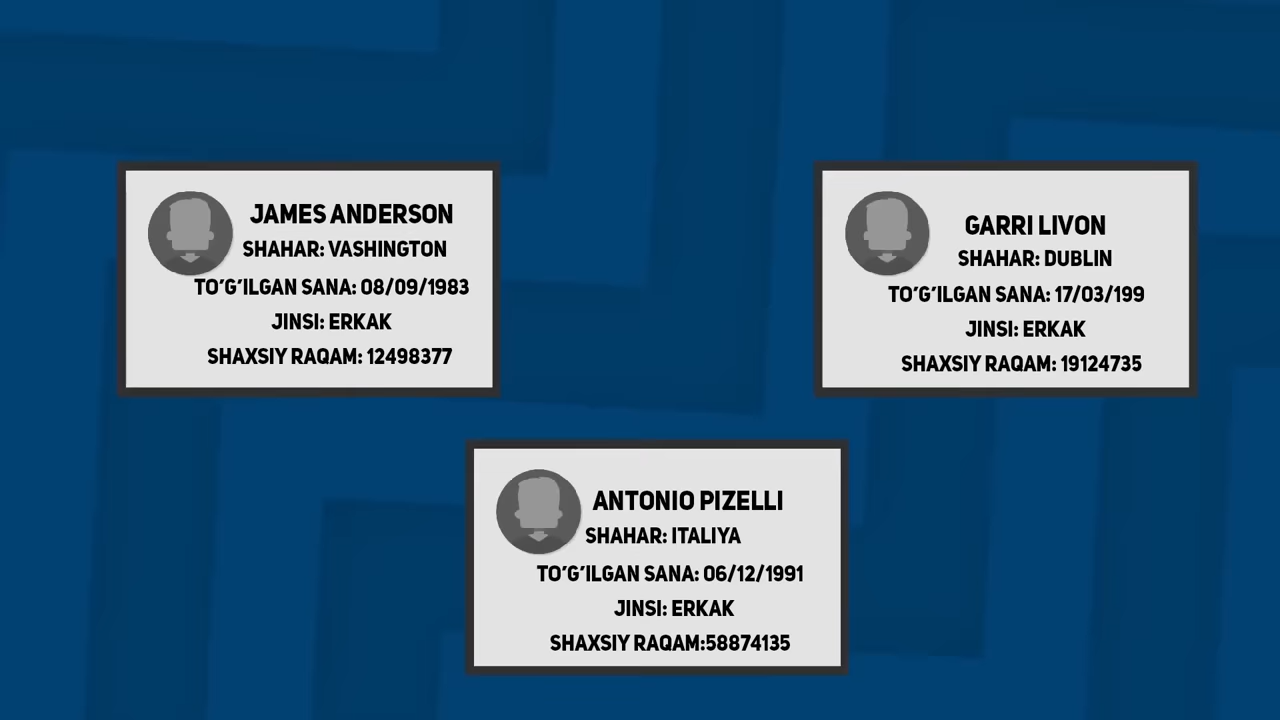 JAMES ANDERSON
SHAHAR: VASHINGTON
TO'G'ILGAN SANA: 08/09/1983
JINSI: ERKAK
SHAXSIY RAQAM: 12498377
GARRI LIVON
SHAHAR: DUBLIN
TO'G'ILGAN SANA: 17/03/199
JINSI: ERKAK
SHAXSIY RAQAM: 19124735
ANTONIO PIZELLI
SHAHAR: ITALIYA
TO'G'ILGAN SANA: 06/12/1991
JINSI: ERKAK
SHAXSIY RAQAM:58874135